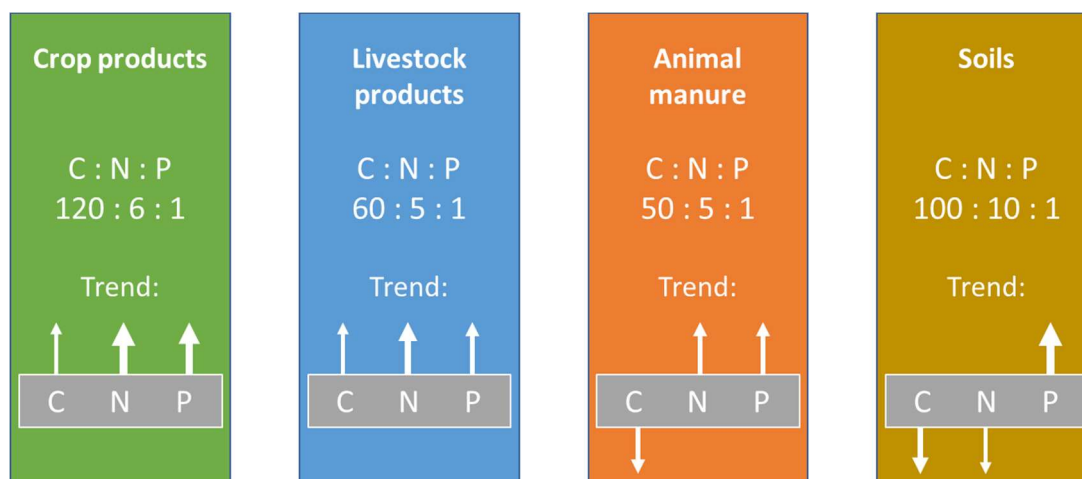 Crop products
C : N : P
120 : 6 : 1
Trend:
C N P
Livestock
products
C : N : P
60 : 5 : 1
Trend:
C N P
Animal
manure
C : N : P
50 : 5 : 1
Trend:
C N P
Soils
C : N : P
100 : 10 : 1
Trend:
C N P